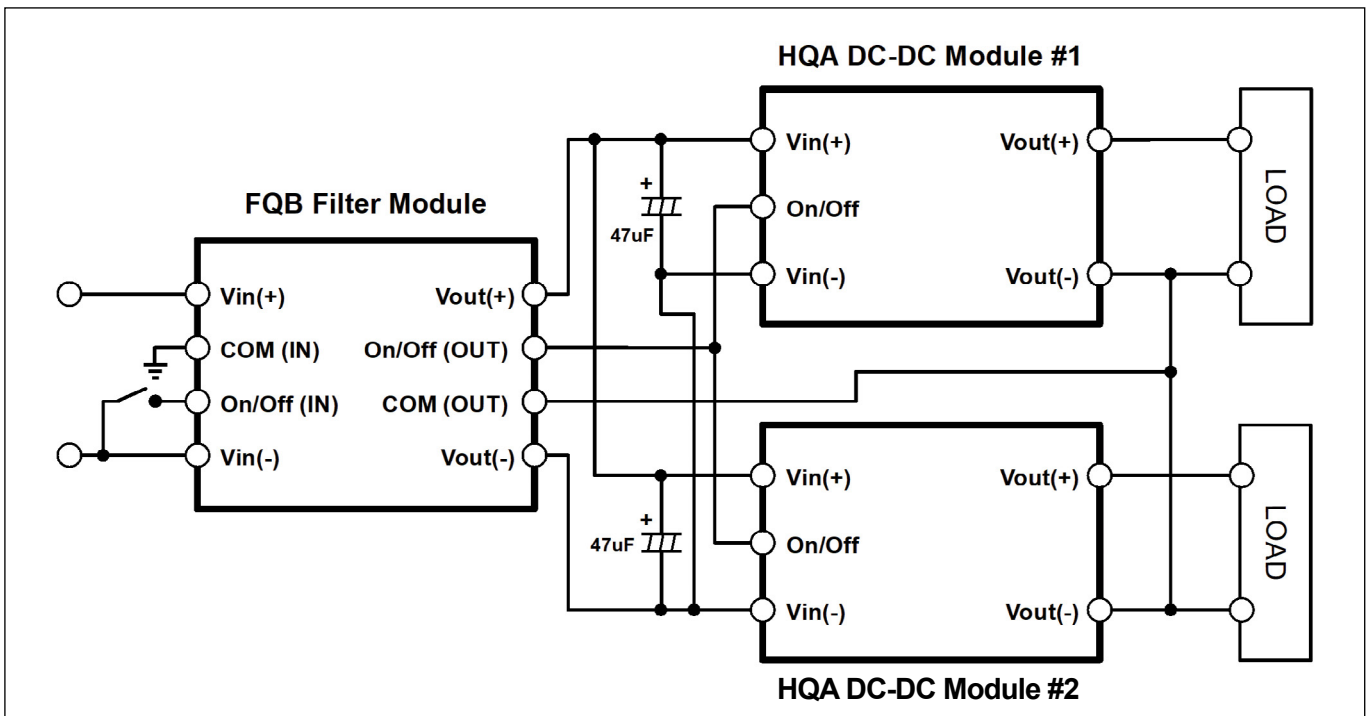 HQA DC-DC Module #1
Vin(+)
Vout(+)
On/Off
Vin(-)
Vout(-)
+
47uF
LOAD
FQB Filter Module
Vin(+)
Vout(+)
COM (IN)
On/Off (OUT)
On/Off (IN)
COM (OUT)
Vin(-)
Vout(-)
Vin(+)
Vout(+)
On/Off
Vin(-)
Vout(-)
+
47uF
LOAD
HQA DC-DC Module #2